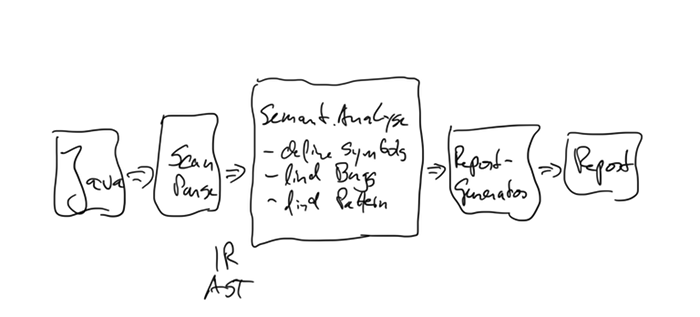 Java
Scan
Parse
Semant. Analyse
- define Symbols
- find Bugs
- find Pattern
Report-
Generator
Report
IR
AST